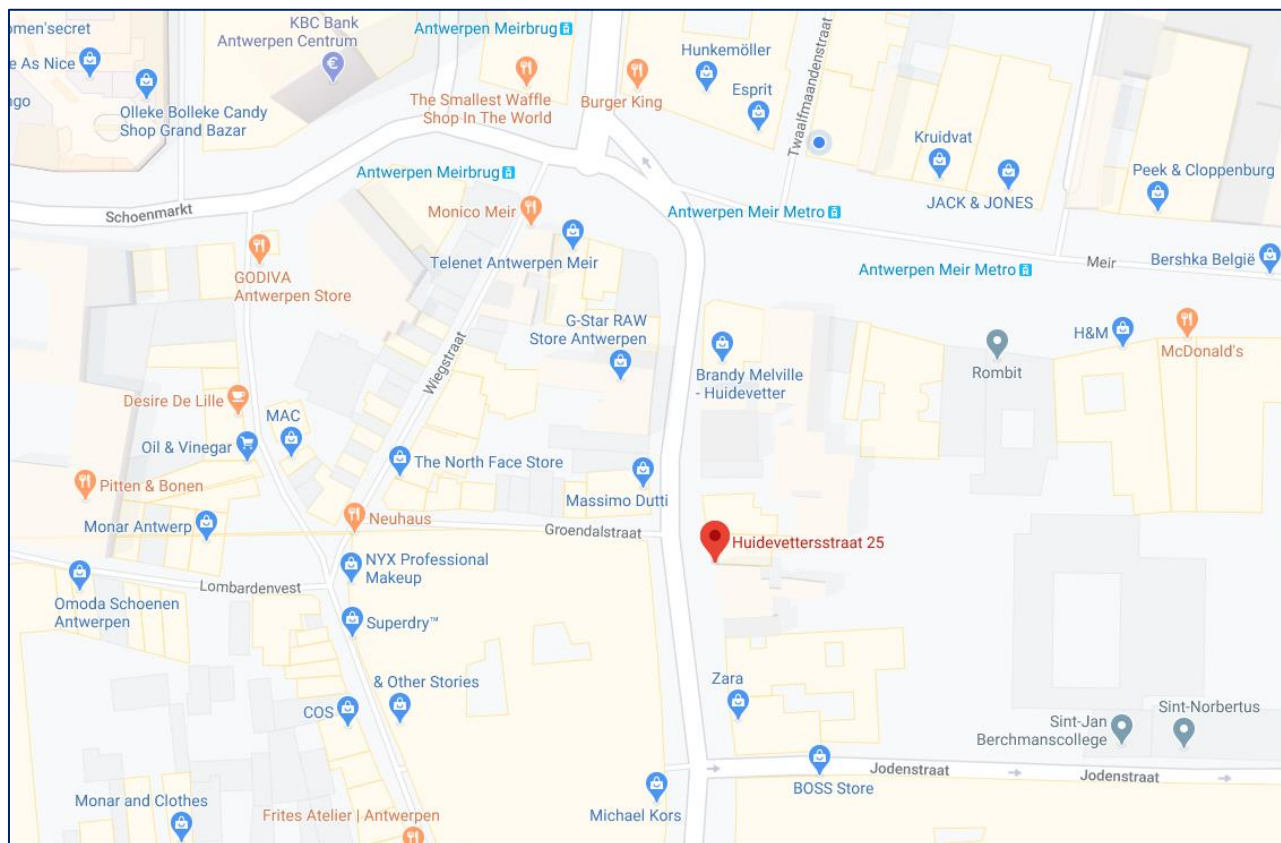 omen'secret
e As Nice
ngo
Olleke Bolleke Candy
Shop Grand Bazar
KBC Bank
Antwerpen Centrum
€
Antwerpen Meirbrug
The Smallest Waffle
Shop In The World
Burger King
Hunkemöller
Esprit
Twaalfmaandenstraat
Kruidvat
JACK & JONES
Peek & Cloppenburg
Schoenmarkt
Antwerpen Meirbrug
Monico Meir
Telenet Antwerpen Meir
Antwerpen Meir Metro
Antwerpen Meir Metro
Meir
Bershka België
GODIVA
Antwerpen Store
G-Star RAW
Store Antwerpen
Wiegstraat
Brandy Melville
- Huidevetter
Rombit
H&M
McDonald's
Desire De Lille
MAC
Oil & Vinegar
The North Face Store
Massimo Dutti
Pitten & Bonen
Monar Antwerp
Neuhaus
Groendalstraat
Huidevettersstraat 25
NYX Professional
Makeup
Lombardenvest
Omoda Schoenen
Antwerpen
Superdry™
& Other Stories
COS
Zara
Sint-Jan
Berchmanscollege
Sint-Norbertus
Jodenstraat
Jodenstraat
BOSS Store
Michael Kors
Monar and Clothes
Frites Atelier | Antwerpen